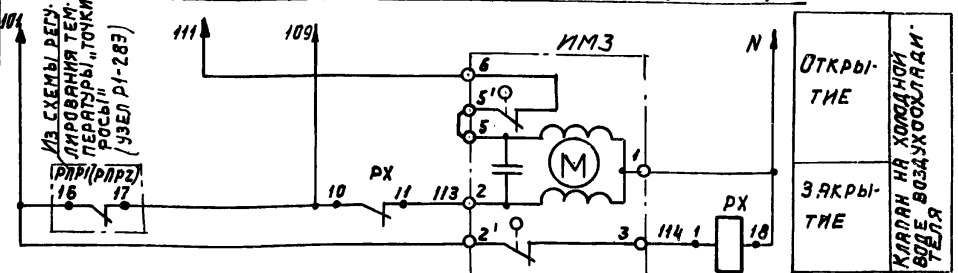 101
Из схемы регу-
лирования тем-
пературы „точки
росы"
(узел р1-283)
111
109
ИМ3
N
6
5'
5
М
1
РПР1(РПР2)
16
17
РХ
10
11
113
2
2'
3
114
1
РХ
18
Откры-
тие
Закры-
тие
Клапан на холодной
воде воздухоохлади-
теля